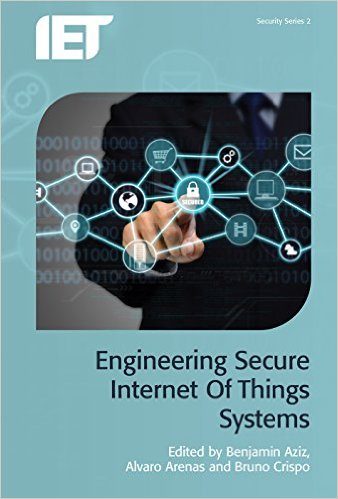 IET
Security Series 2
SECURED
Engineering Secure
Internet Of Things
Systems
Edited by Benjamin Aziz,
Alvaro Arenas and Bruno Crispo